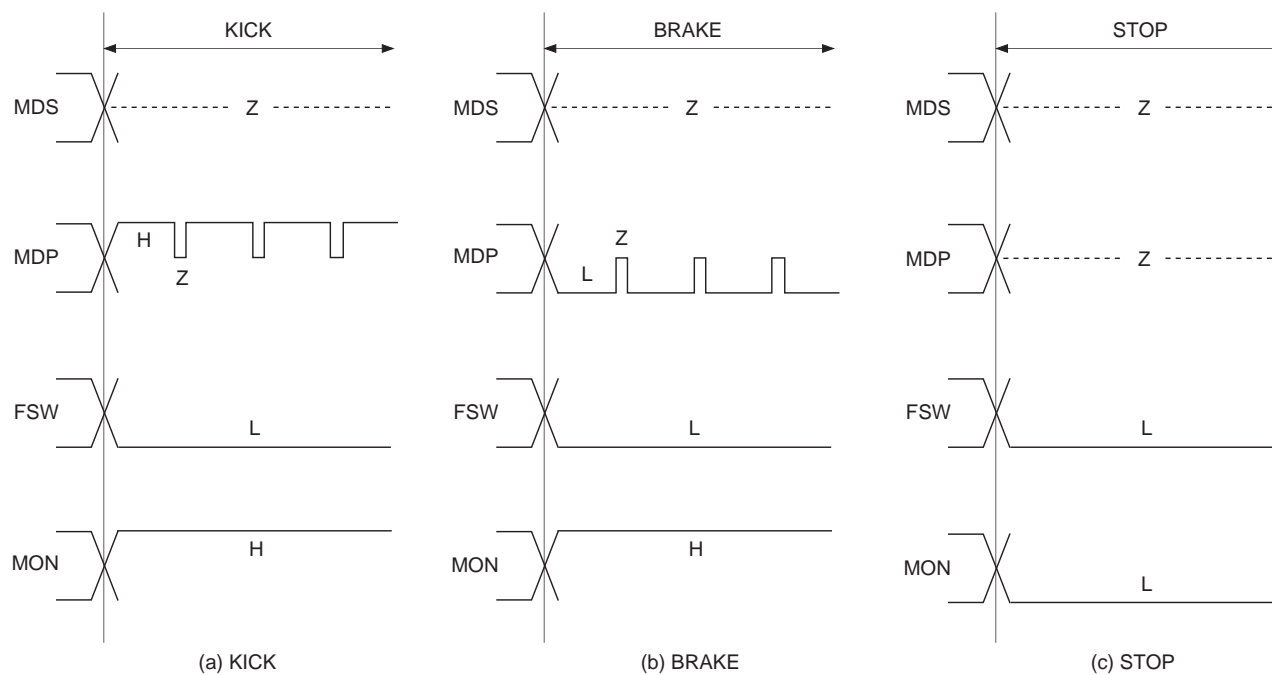 KICK
MDS
Z
MDP
H
Z
FSW
L
MON
H
(a) KICK
BRAKE
MDS
Z
MDP
Z
L
FSW
L
MON
H
(b) BRAKE
STOP
MDS
Z
MDP
Z
FSW
L
MON
L
(c) STOP